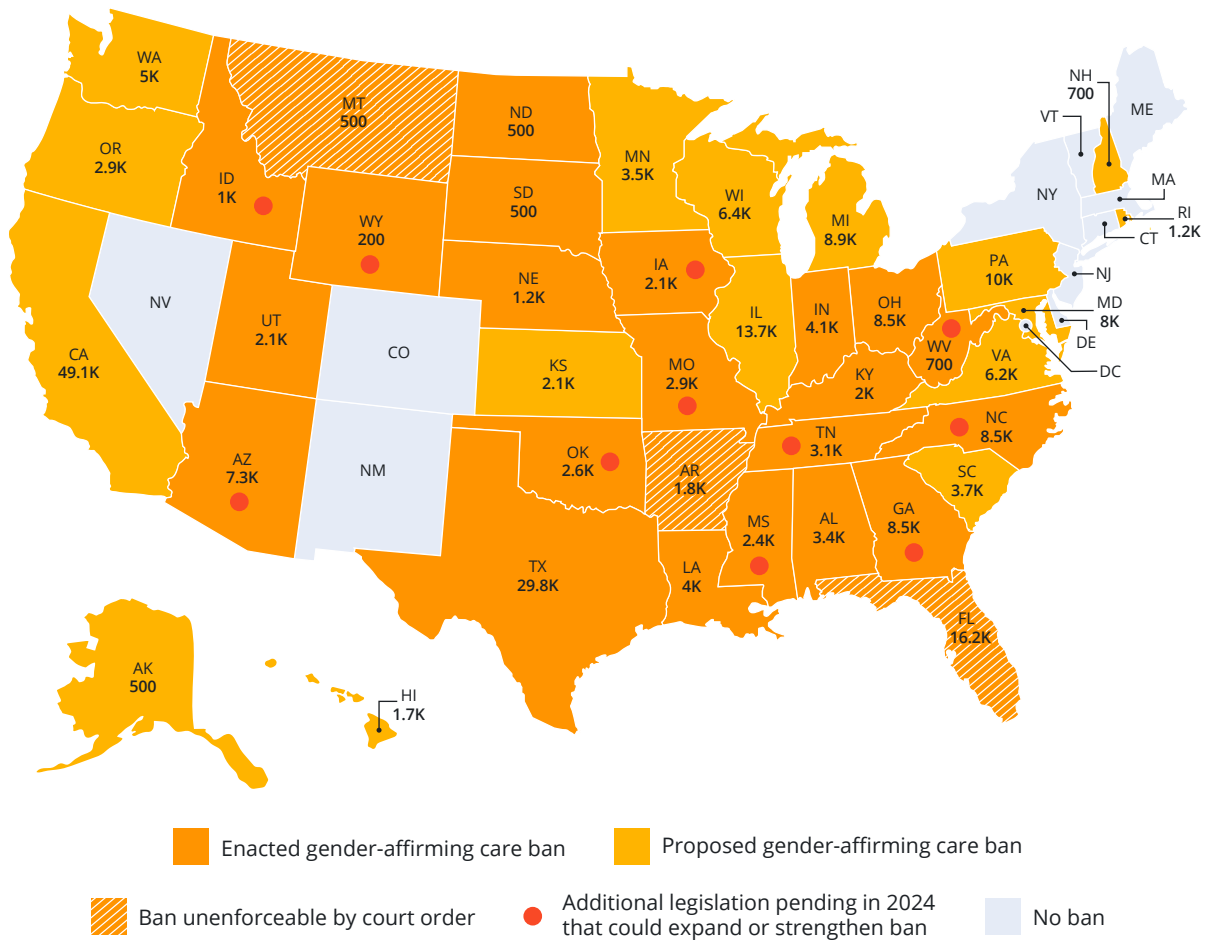 WA
5K
OR
2.9K
CA
49.1K
NV
ID
1K
MT
500
WY
200
UT
2.1K
AZ
7.3K
CO
NM
ND
500
SD
500
NE
1.2K
KS
2.1K
OK
2.6K
TX
29.8K
MN
3.5K
IA
2.1K
MO
2.9K
AR
1.8K
LA
4K
WI
6.4K
IL
13.7K
MI
8.9K
IN
4.1K
OH
8.5K
KY
2K
TN
3.1K
MS
2.4K
AL
3.4K
GA
8.5K
FL
16.2K
SC
3.7K
NC
8.5K
VA
6.2K
WV
700
PA
10K
NY
VT
NH
700
ME
MA
RI
1.2K
CT
NJ
MD
8K
DE
DC
AK
500
HI
1.7K
Enacted gender-affirming care ban
Proposed gender-affirming care ban
Ban unenforceable by court order
Additional legislation pending in 2024
that could expand or strengthen ban
No ban